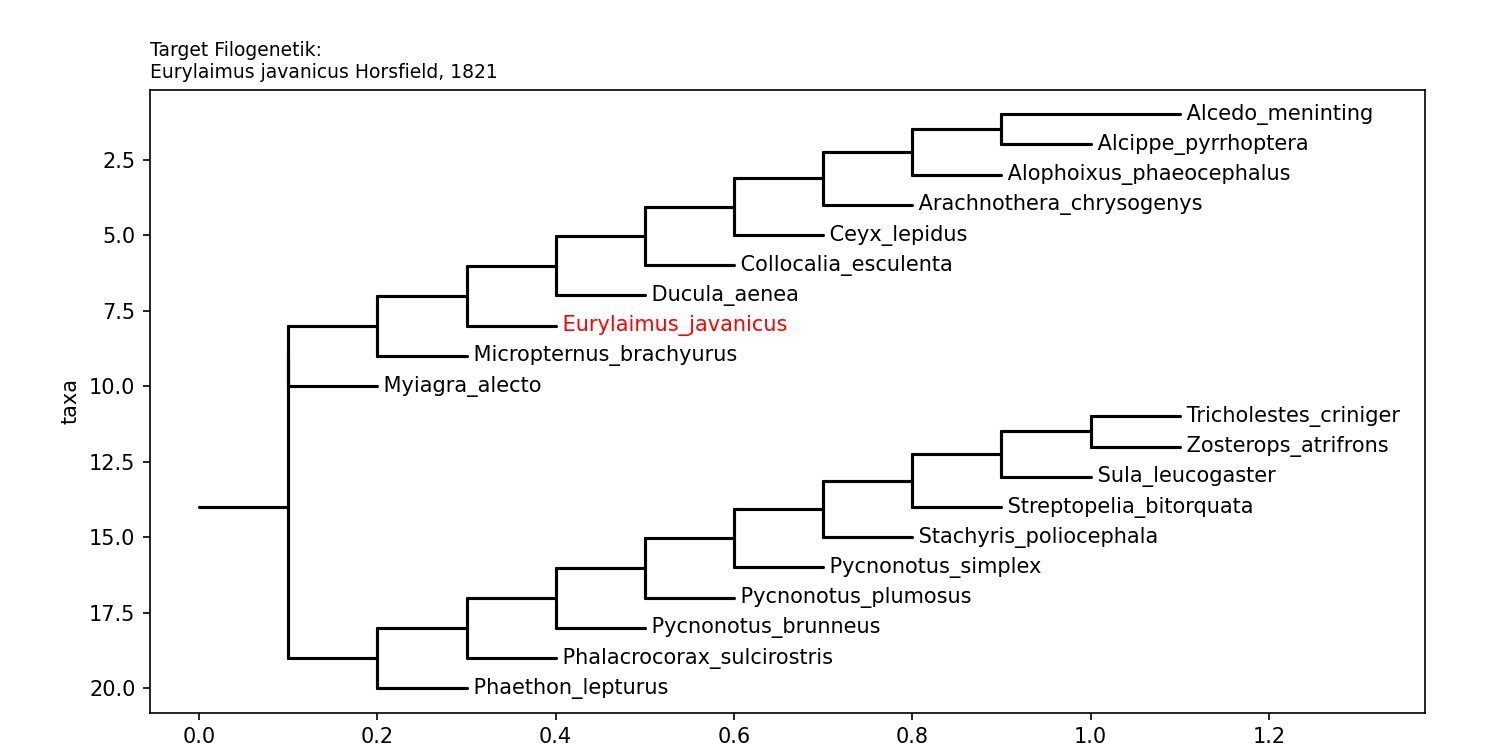 Target Filogenetik:
Eurylaimus javanicus Horsfield, 1821
Alcedo_meninting
Alcippe_pyrrhoptera
2.5
Alophoixus_phaeocephalus
Arachnothera_chrysogenys
5.0
Ceyx_lepidus
Collocalia_esculenta
Ducula_aenea
7.5
Eurylaimus_javanicus
Micropternus_brachyurus
10.0
Myiagra_alecto
taxa
Tricholestes_criniger
Zosterops_atrifrons
12.5
Sula_leucogaster
Streptopelia_bitorquata
15.0
Stachyris_poliocephala
Pycnonotus_simplex
Pycnonotus_plumosus
17.5
Pycnonotus_brunneus
Phalacrocorax_sulcirostris
20.0
Phaethon_lepturus
0.0 0.2 0.4 0.6 0.8 1.0 1.2